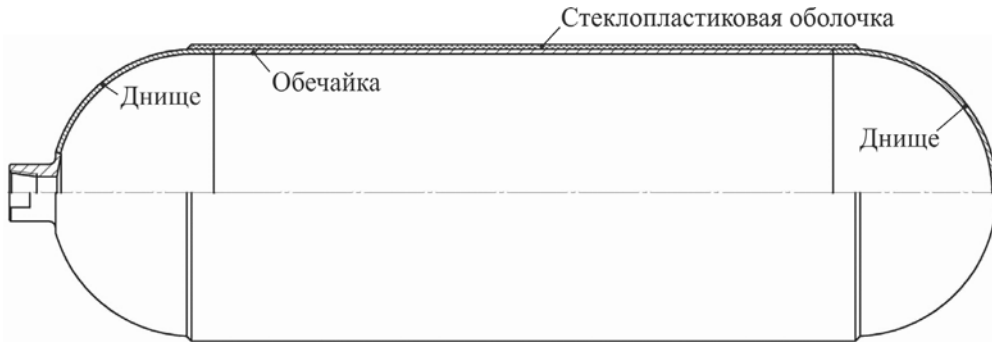 Стеклопластиковая оболочка
Обечайка
Днище
Днище